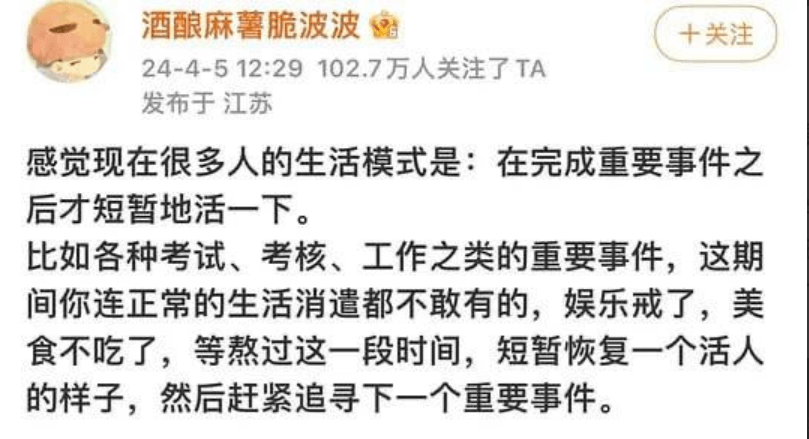 酒酿麻薯脆波波
+关注
24-4-5 12:29 102.7万人关注了TA
发布于 江苏
感觉现在很多人的生活模式是：在完成重要事件之
后才短暂地活一下。
比如各种考试、考核、工作之类的重要事件，这期
间你连正常的生活消遣都不敢有的，娱乐戒了，美
食不吃了，等熬过这一段时间，短暂恢复一个活人
的样子，然后赶紧追寻下一个重要事件。